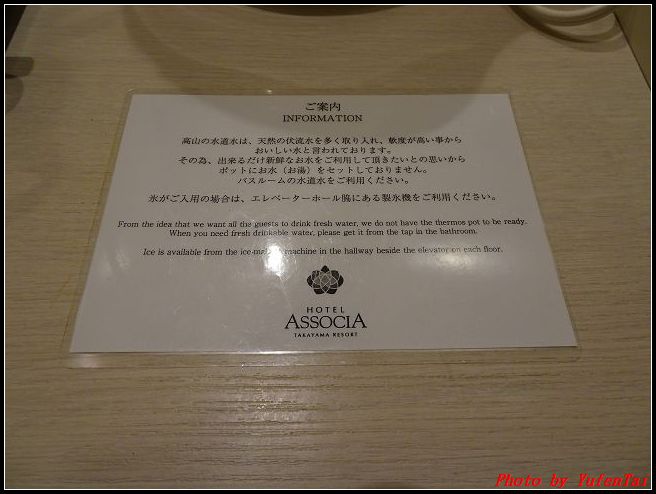 ご案内
INFORMATION
高山の水道水は、天然の伏流水を多く取り入れ、軟度が高い事から
おいしい水と言われております。
その為、出来るだけ新鮮なお水をご利用して頂きたいとの思いから
ポットにお水（お湯）をセットしておりません。
バスルームの水道水をご利用ください。
氷がご入用の場合は、エレベーターホール脇にある製氷機をご利用ください。
From the idea that we want all the guests to drink fresh water, we do not have the thermos pot to be ready.
When you need fresh drinkable water, please get it from the tap in the bathroom.
Ice is available from the ice-making machine in the hallway beside the elevator on each floor.
HOTEL
ASSOCIA
TAKAYAMA RESORT
Photo by YufenTai